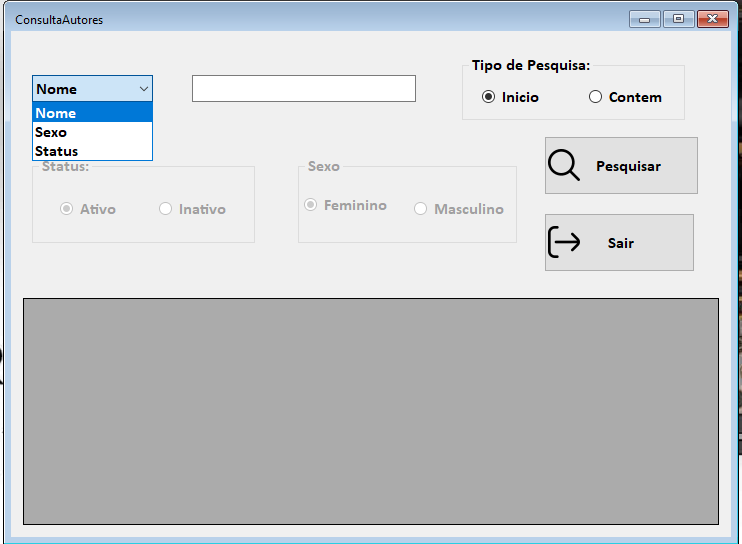 ConsultaAutores
Tipo de Pesquisa:
Nome
Inicio
Contem
Nome
Sexo
Status
Status:
Sexo
Pesquisar
Ativo
Inativo
Feminino
Masculino
Sair